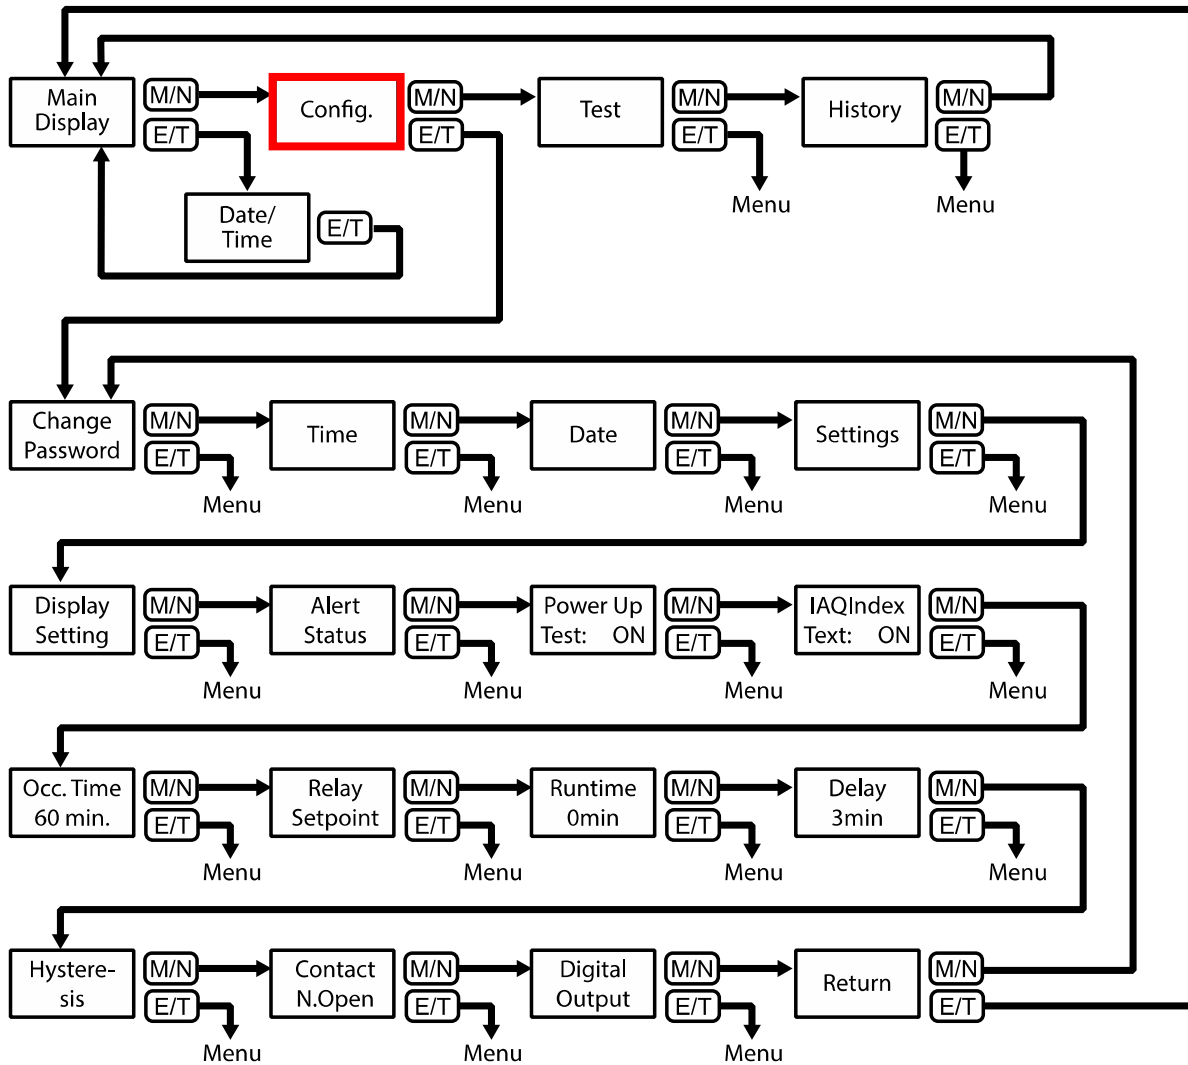 Main
Display
M/N
E/T
Config.
M/N
E/T
Test
M/N
E/T
History
M/N
E/T
Menu
Menu
Date/
Time
E/T
Change
Password
M/N
E/T
Time
M/N
E/T
Date
M/N
E/T
Settings
M/N
E/T
Menu
Menu
Menu
Menu
Display
Setting
M/N
E/T
Alert
Status
M/N
E/T
Power Up
Test: ON
M/N
E/T
IAQIndex
Text: ON
M/N
E/T
Menu
Menu
Menu
Menu
Occ. Time
60 min.
M/N
E/T
Relay
Setpoint
M/N
E/T
Runtime
0min
M/N
E/T
Delay
3min
M/N
E/T
Menu
Menu
Menu
Menu
Hystere-
sis
M/N
E/T
Contact
N.Open
M/N
E/T
Digital
Output
M/N
E/T
Return
M/N
E/T
Menu
Menu
Menu